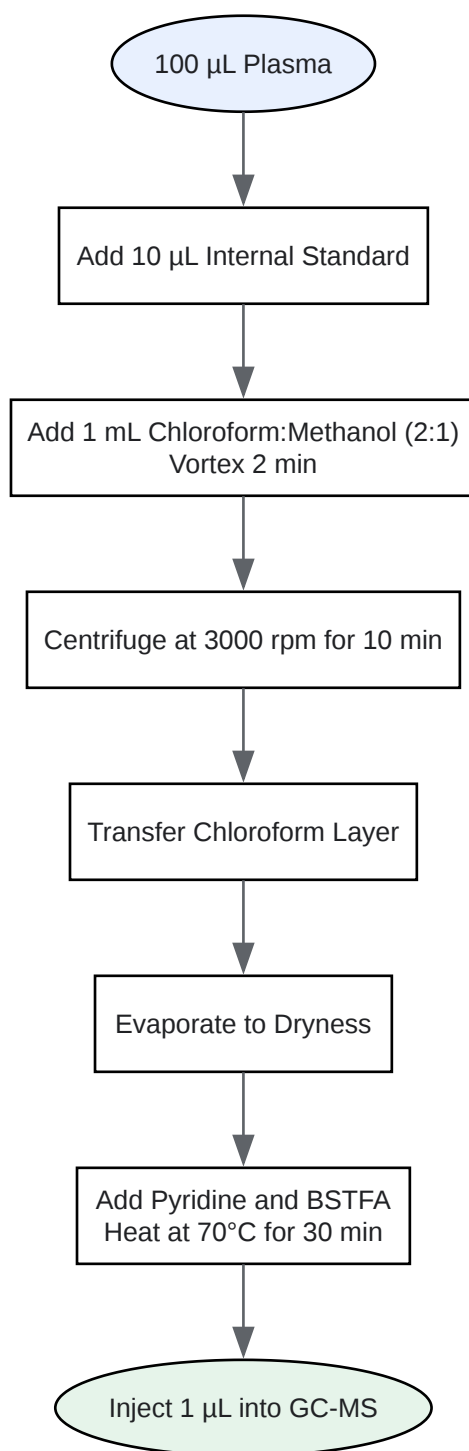 100 µL Plasma
Add 10 µL Internal Standard
Add 1 mL Chloroform:Methanol (2:1)
Vortex 2 min
Centrifuge at 3000 rpm for 10 min
Transfer Chloroform Layer
Evaporate to Dryness
Add Pyridine and BSTFA
Heat at 70°C for 30 min
Inject 1 µL into GC-MS